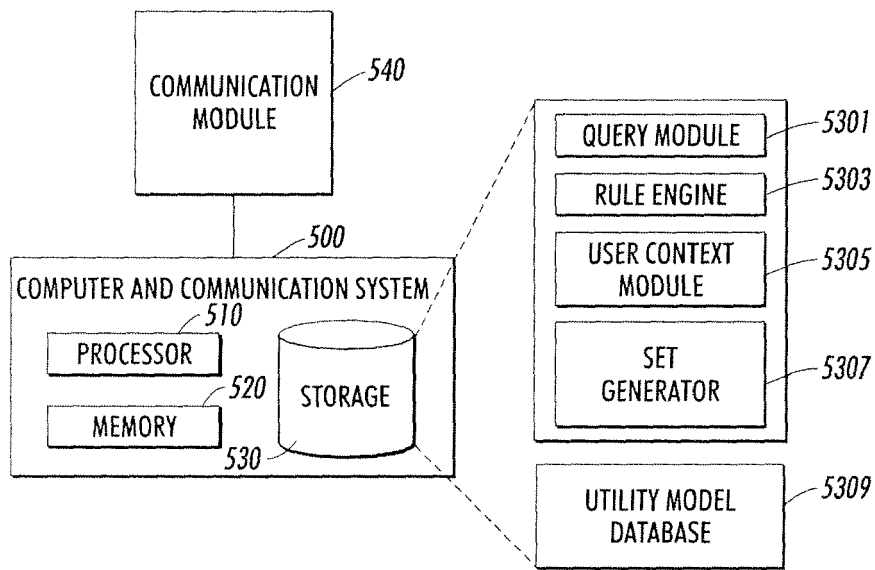 COMMUNICATION
MODULE
540
500
COMPUTER AND COMMUNICATION SYSTEM
510
PROCESSOR
520
MEMORY
STORAGE
530
QUERY MODULE
5301
RULE ENGINE
5303
USER CONTEXT
MODULE
5305
SET
GENERATOR
5307
UTILITY MODEL
DATABASE
5309